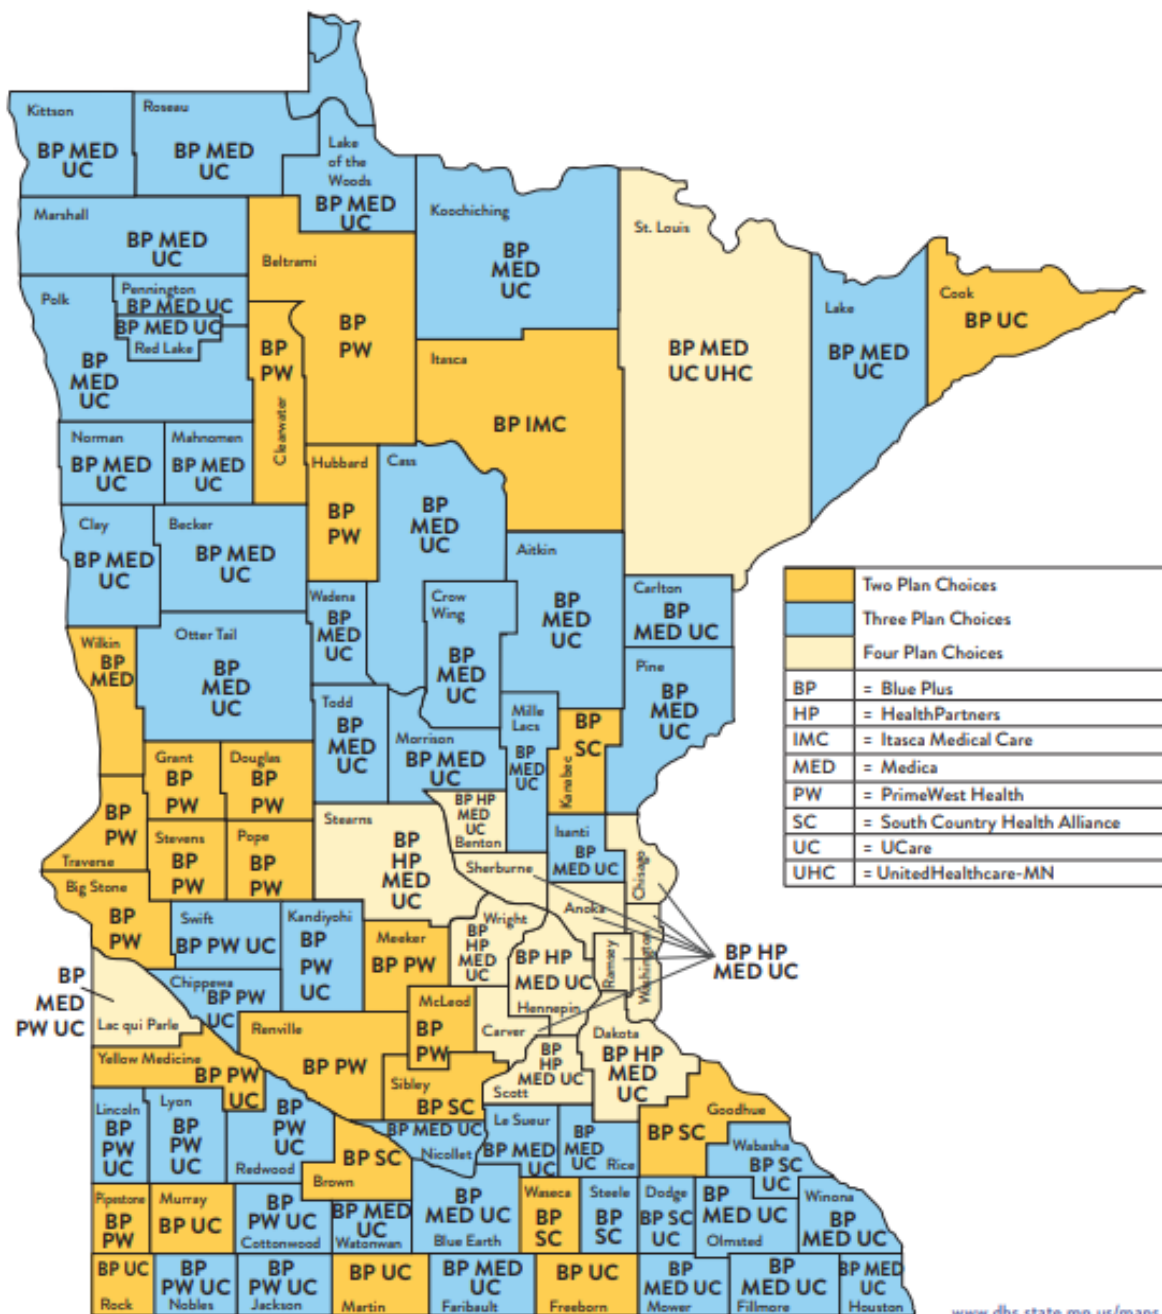 Kittson
BP MED
UC
Roseau
BP MED
UC
Lake
of the
Woods
BP MED
UC
Marshall
BP MED
UC
Koochiching
BP
MED
UC
St. Louis
BP MED
UC UHC
Beltrami
BP
PW
Polk
BP
MED
UC
Pennington
BP MED UC
BP MED UC
Red Lake
Clearwater
BP
PW
Itasca
BP IMC
Lake
BP MED
UC
Cook
BP UC
Norman
BP MED
UC
Mahnomen
BP MED
UC
Hubbard
BP
PW
Cass
BP
MED
UC
Clay
BP MED
UC
Becker
BP MED
UC
Aitkin
BP
MED
UC
Wadena
BP
MED
UC
Crow
Wing
BP
MED
UC
Carlton
BP
MED UC
Wilkin
BP
MED
Otter Tail
BP
MED
UC
Pine
BP
MED
UC
Todd
BP
MED
UC
Morrison
BP
MED
UC
Mille
Lacs
BP
MED
UC
Kanabec
BP
SC
Two Plan Choices
Three Plan Choices
Four Plan Choices
BP = Blue Plus
HP = HealthPartners
IMC = Itasca Medical Care
MED = Medica
PW = PrimeWest Health
SC = South Country Health Alliance
UC = UCare
UHC = UnitedHealthcare-MN
Grant
BP
PW
Douglas
BP
PW
BP
PW
Traverse
Stevens
BP
PW
Pope
BP
PW
Stearns
BP
HP
MED
UC
BP HP
MED
UC
Benton
Isanti
BP
MED UC
Sherburne
Chisago
Big Stone
BP
PW
Swift
BP PW UC
Kandiyohi
BP
PW
UC
Meeker
BP PW
Wright
BP
HP
MED
UC
Anoka
BP HP
MED UC
Hennepin
Ramsey
Washington
BP HP
MED UC
BP
MED
PW UC
Lac qui Parle
Chippewa
BP PW
UC
Renville
BP PW
McLeod
BP
PW
Carver
Dakota
BP HP
MED
UC
BP
HP
MED UC
Scott
Yellow Medicine
BP PW
UC
Sibley
BP SC
Lincoln
BP
PW
UC
Lyon
BP
PW
UC
BP
PW
UC
Redwood
BP SC
Brown
BP MED UC
Nicollet
Le Sueur
BP MED
UC
BP
MED
UC
Rice
Goodhue
BP SC
Wabasha
BP SC
UC
Pipestone
BP
PW
Murray
BP UC
BP
PW UC
Cottonwood
BP MED
UC
Watonwan
BP
MED UC
Blue Earth
Waseca
BP
SC
Steele
BP
SC
Dodge
BP SC
UC
BP
MED UC
Olmsted
Winona
BP
MED UC
BP UC
Rock
BP
PW UC
Nobles
BP
PW UC
Jackson
BP UC
Martin
BP MED
UC
Faribault
BP UC
Freeborn
BP
MED UC
Mower
BP
MED UC
Fillmore
BP MED
UC
Houston